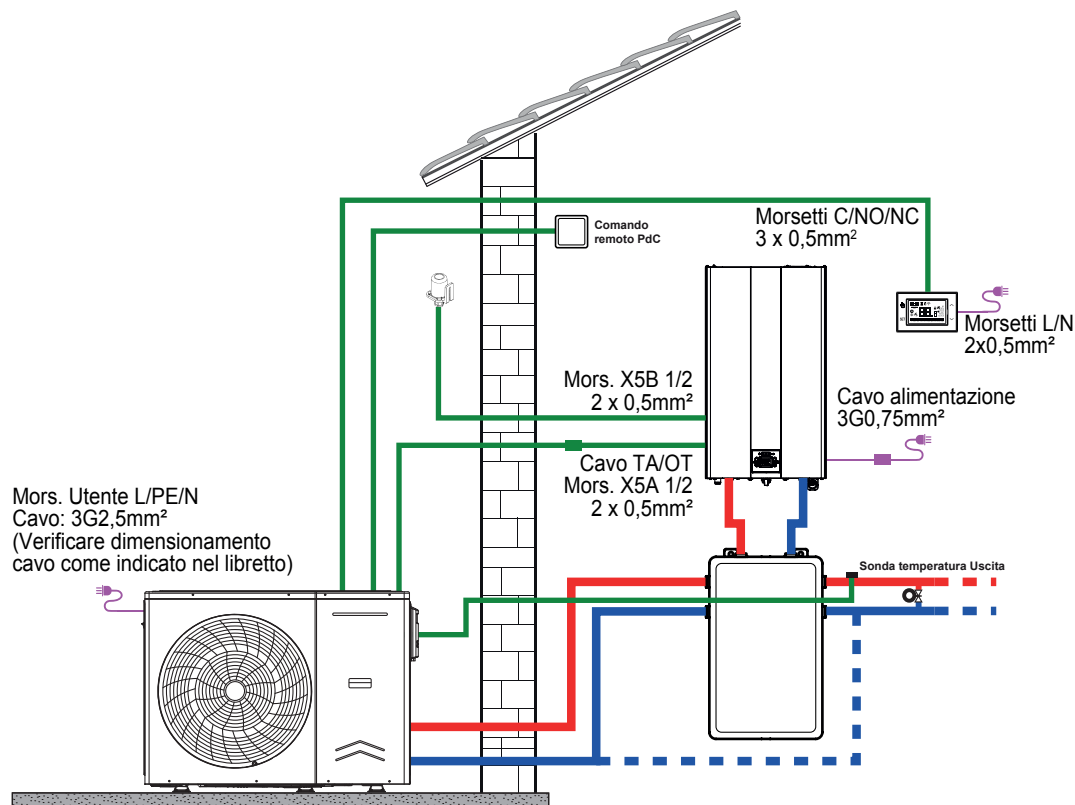 Comando
remoto PdC
Morsetti C/NO/NC
3 x 0,5mm²
Morsetti L/N
2x0,5mm²
Mors. X5B 1/2
2 x 0,5mm²
Cavo alimentazione
3G0,75mm²
Cavo TA/OT
Mors. X5A 1/2
2 x 0,5mm²
Mors. Utente L/PE/N
Cavo: 3G2,5mm²
(Verificare dimensionamento
cavo come indicato nel libretto)
Sonda temperatura Uscita